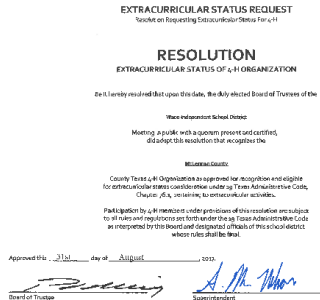 EXTRACURRICULAR STATUS REQUEST
Resolution Requesting Extracurricular Status For 4-H
RESOLUTION
EXTRACURRICULAR STATUS OF 4-H ORGANIZATION
Be it hereby resolved that upon this date, the duly elected Board of Trustees of the
Waco Independent School District
Meeting in public with a quorum present and certified,
did adopt this resolution that recognizes the
McLennan County
County Texas 4-H Organization as approved for recognition and eligible
for extracurricular status consideration under 19 Texas Administrative Code,
Chapter 76.1, pertaining to extracurricular activities.
Participation by 4-H members under provisions of this resolution are subject
to all rules and regulations set forth under the 19 Texas Administrative Code
as interpreted by this Board and designated officials of this school district
whose rules shall be final.
Approved this 31st day of August, 2017.
Board of Trustee Superintendent